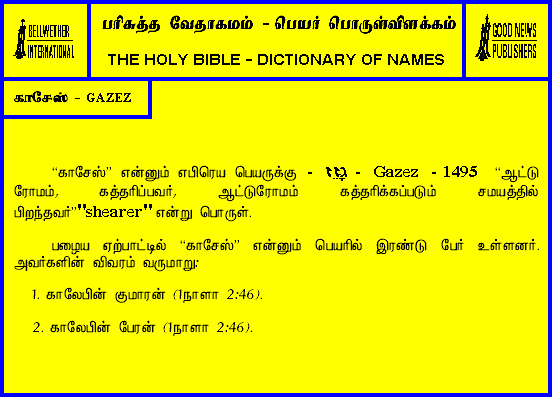 BELLWETHER
INTERNATIONAL
பரிசுத்த வேதாகமம் - பெயர் பொருள்விளக்கம்
THE HOLY BIBLE - DICTIONARY OF NAMES
GOOD NEWS
PUBLISHERS
காசேஸ் - GAZEZ
“காசேஸ்” என்னும் எபிரெய பெயருக்கு - גזז - Gazez - 1495 “ஆட்டு
ரோமம், கத்தரிப்பவர், ஆட்டுரோமம் கத்தரிக்கப்படும் சமயத்தில்
பிறந்தவர்”"shearer" என்று பொருள்.
பழைய ஏற்பாட்டில் “காசேஸ்” என்னும் பெயரில் இரண்டு பேர் உள்ளனர்.
அவர்களின் விவரம் வருமாறு:
1. காலேபின் குமாரன் (1நாளா 2:46).
2. காலேபின் பேரன் (1நாளா 2:46).